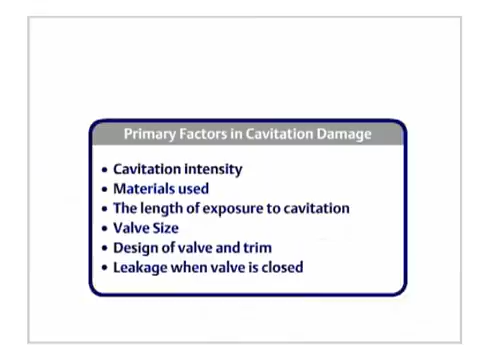 Primary Factors in Cavitation Damage
• Cavitation intensity
• Materials used
• The length of exposure to cavitation
• Valve Size
• Design of valve and trim
• Leakage when valve is closed